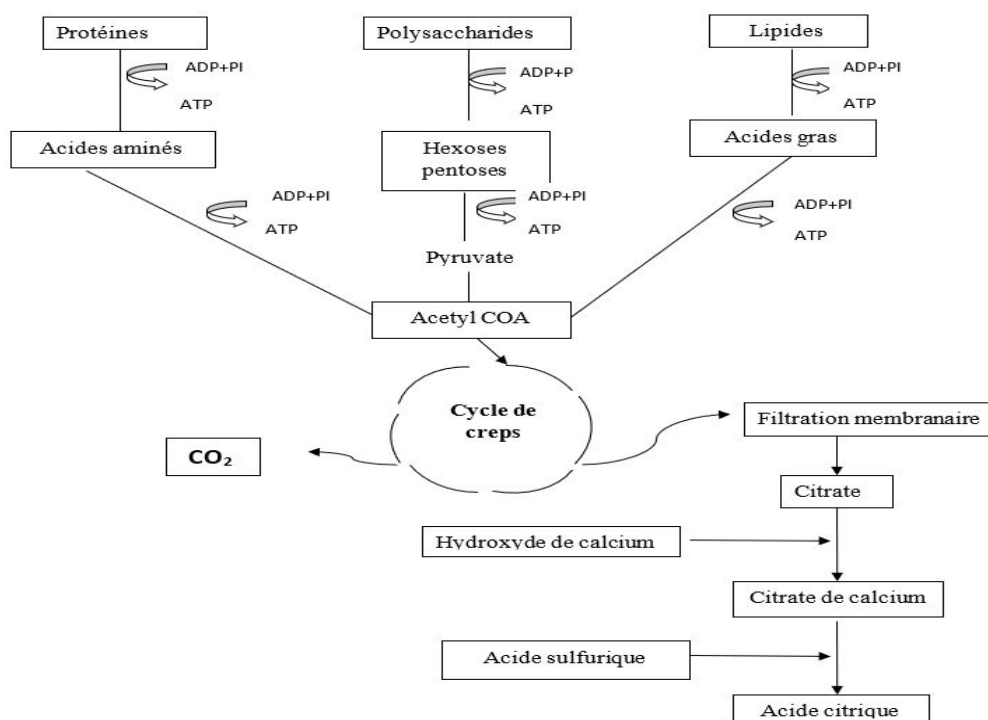 Protéines
Polysaccharides
Lipides
ADP+PI
ATP
ADP+P
ATP
ADP+PI
ATP
Acides aminés
Hexoses
pentoses
Acides gras
ADP+PI
ATP
ADP+PI
ATP
ADP+PI
ATP
Pyruvate
Acetyl COA
Cycle de
creps
Filtration membranaire
CO₂
Citrate
Hydroxyde de calcium
Citrate de calcium
Acide sulfurique
Acide citrique